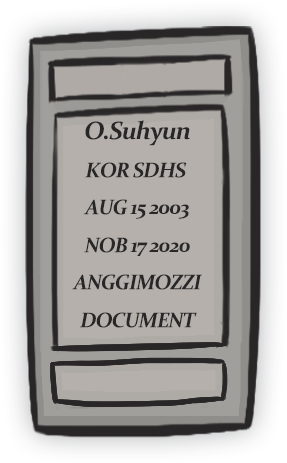 O.Suhyun
KOR SDHS
AUG 15 2003
NOB 17 2020
ANGGIMOZZI
DOCUMENT